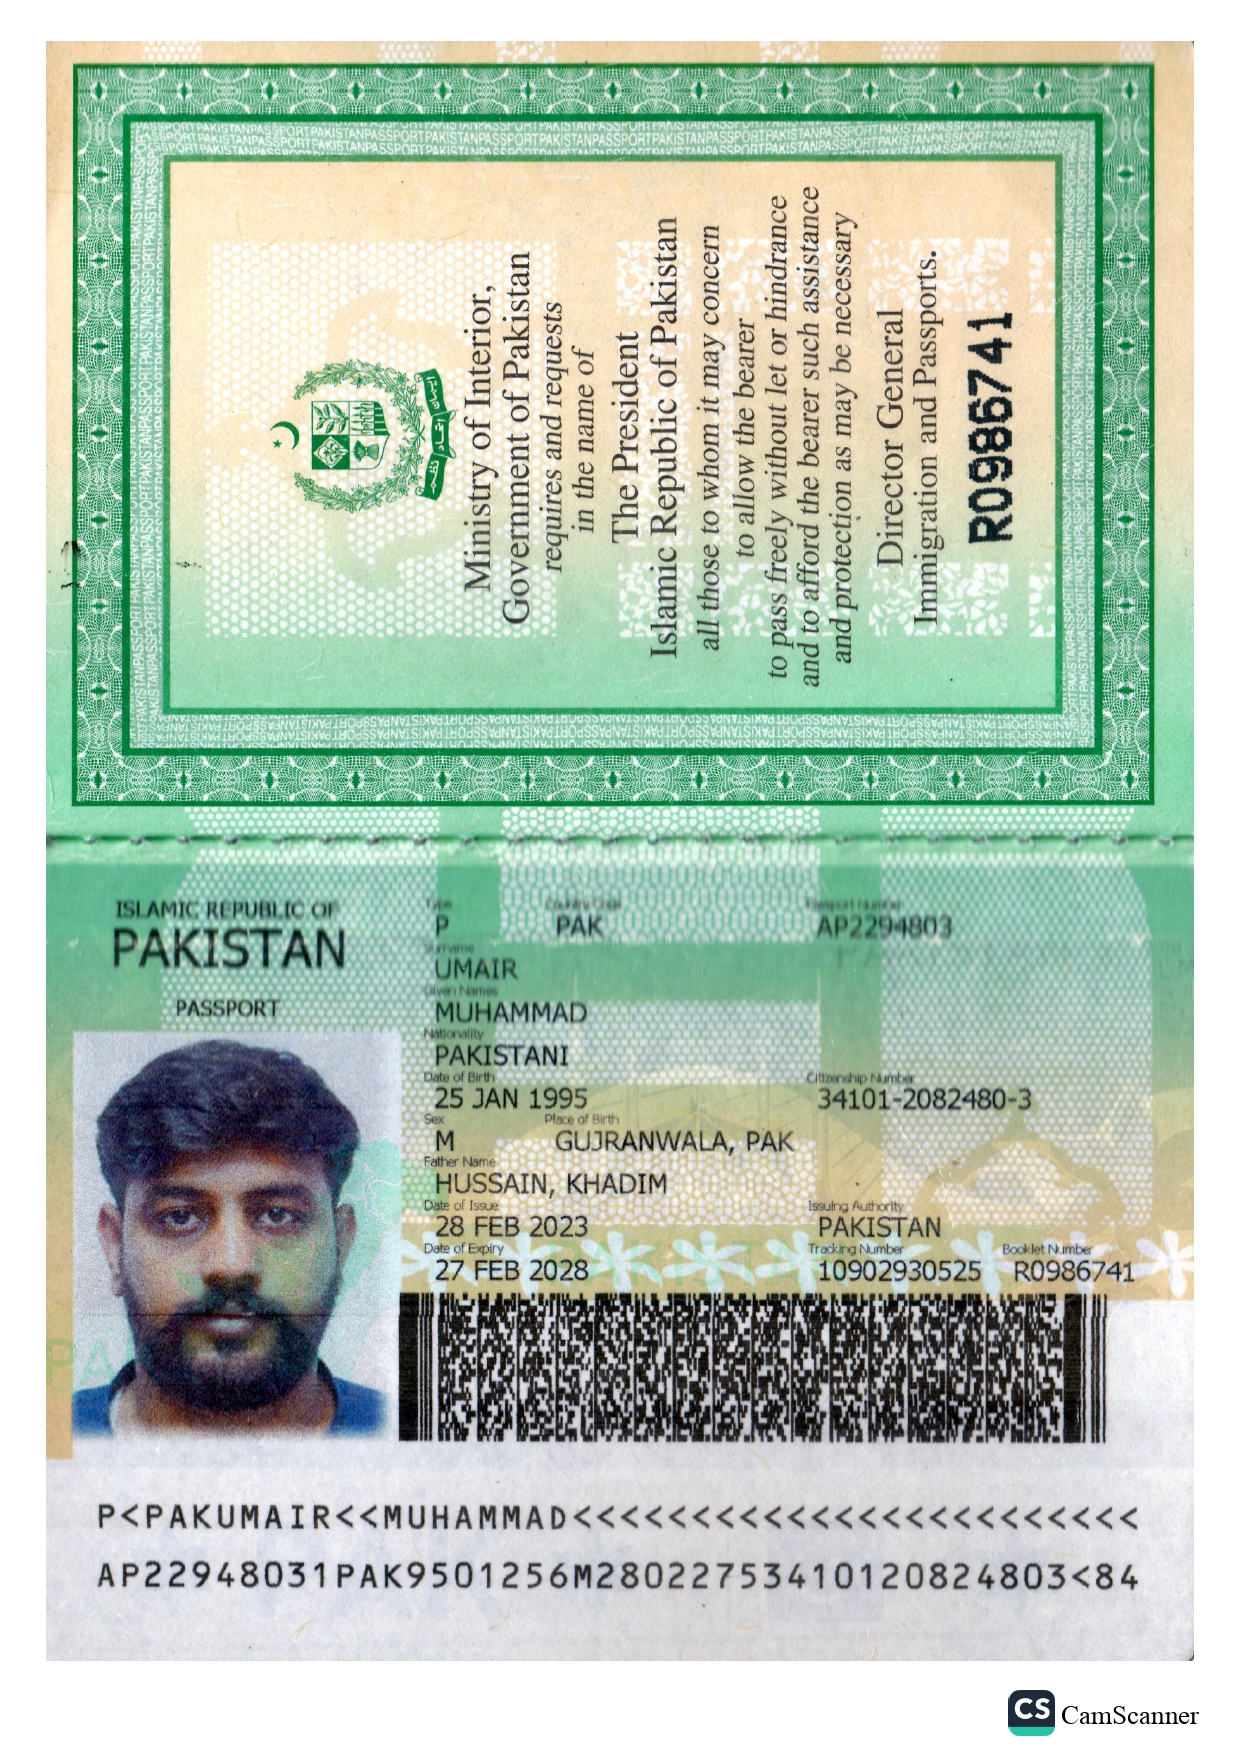 Ministry of Interior,
Government of Pakistan
requires and requests
in the name of
The President
Islamic Republic of Pakistan
all those to whom it may concern
to allow the bearer
to pass freely without let or hindrance
and to afford the bearer such assistance
and protection as may be necessary
Director General
Immigration and Passports.
R0986741
ISLAMIC REPUBLIC OF
PAKISTAN
PASSPORT
Type Country Code Passport Number
P PAK AP2294803
Surname
UMAIR
Given Names
MUHAMMAD
Nationality
PAKISTANI
Date of Birth Citizenship Number
25 JAN 1995 34101-2082480-3
Sex Place of Birth
M GUJRANWALA, PAK
Father Name
HUSSAIN, KHADIM
Date of Issue Issuing Authority
28 FEB 2023 PAKISTAN
Date of Expiry Tracking Number Booklet Number
27 FEB 2028 10902930525 R0986741
P<PAKUMAIR<<MUHAMMAD<<<<<<<<<<<<<<<<<<<<<<<<
AP22948031PAK9501256M28022753410120824803<84
CS CamScanner